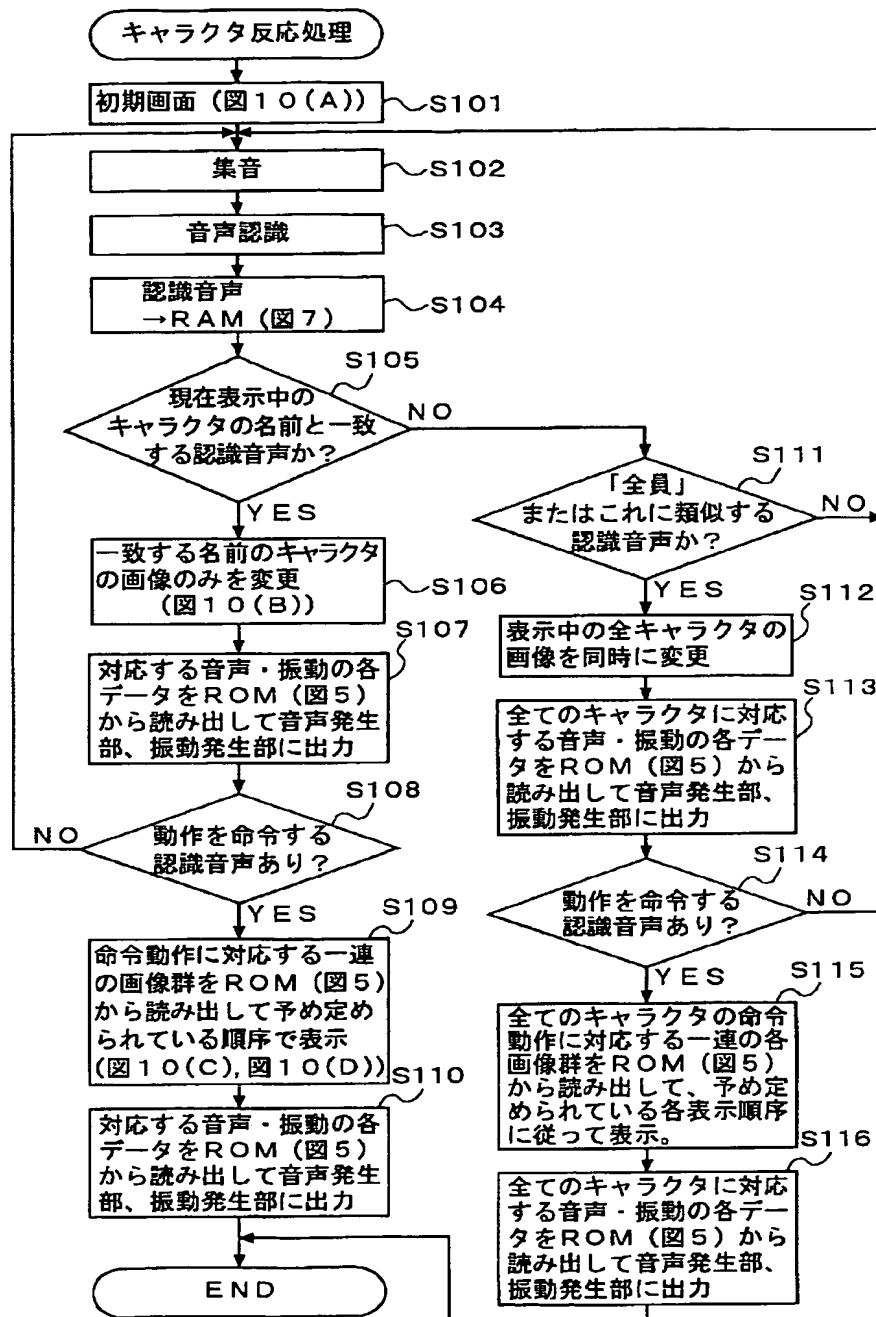 キャラクタ反応処理
初期画面（図１０（Ａ））
Ｓ１０１
集音
Ｓ１０２
音声認識
Ｓ１０３
認識音声
→ＲＡＭ（図７）
Ｓ１０４
Ｓ１０５
現在表示中の
キャラクタの名前と一致
する認識音声か？
ＮＯ
ＹＥＳ
一致する名前のキャラクタ
の画像のみを変更
（図１０（Ｂ））
Ｓ１０６
Ｓ１０７
対応する音声・振動の各
データをＲＯＭ（図５）
から読み出して音声発生
部、振動発生部に出力
Ｓ１０８
動作を命令する
認識音声あり？
ＮＯ
ＹＥＳ
Ｓ１０９
命令動作に対応する一連
の画像群をＲＯＭ（図５）
から読み出して予め定め
られている順序で表示
（図１０（Ｃ），図１０（Ｄ））
Ｓ１１０
対応する音声・振動の各
データをＲＯＭ（図５）
から読み出して音声発生
部、振動発生部に出力
ＥＮＤ
Ｓ１１１
「全員」
またはこれに類似する
認識音声か？
ＮＯ
ＹＥＳ
Ｓ１１２
表示中の全キャラクタの
画像を同時に変更
Ｓ１１３
全てのキャラクタに対応
する音声・振動の各デー
タをＲＯＭ（図５）から
読み出して音声発生部、
振動発生部に出力
Ｓ１１４
動作を命令する
認識音声あり？
ＮＯ
ＹＥＳ
Ｓ１１５
全てのキャラクタの命令
動作に対応する一連の各
画像群をＲＯＭ（図５）
から読み出して、予め定
められている各表示順序
に従って表示。
Ｓ１１６
全てのキャラクタに対応
する音声・振動の各デー
タをＲＯＭ（図５）から
読み出して音声発生部、
振動発生部に出力